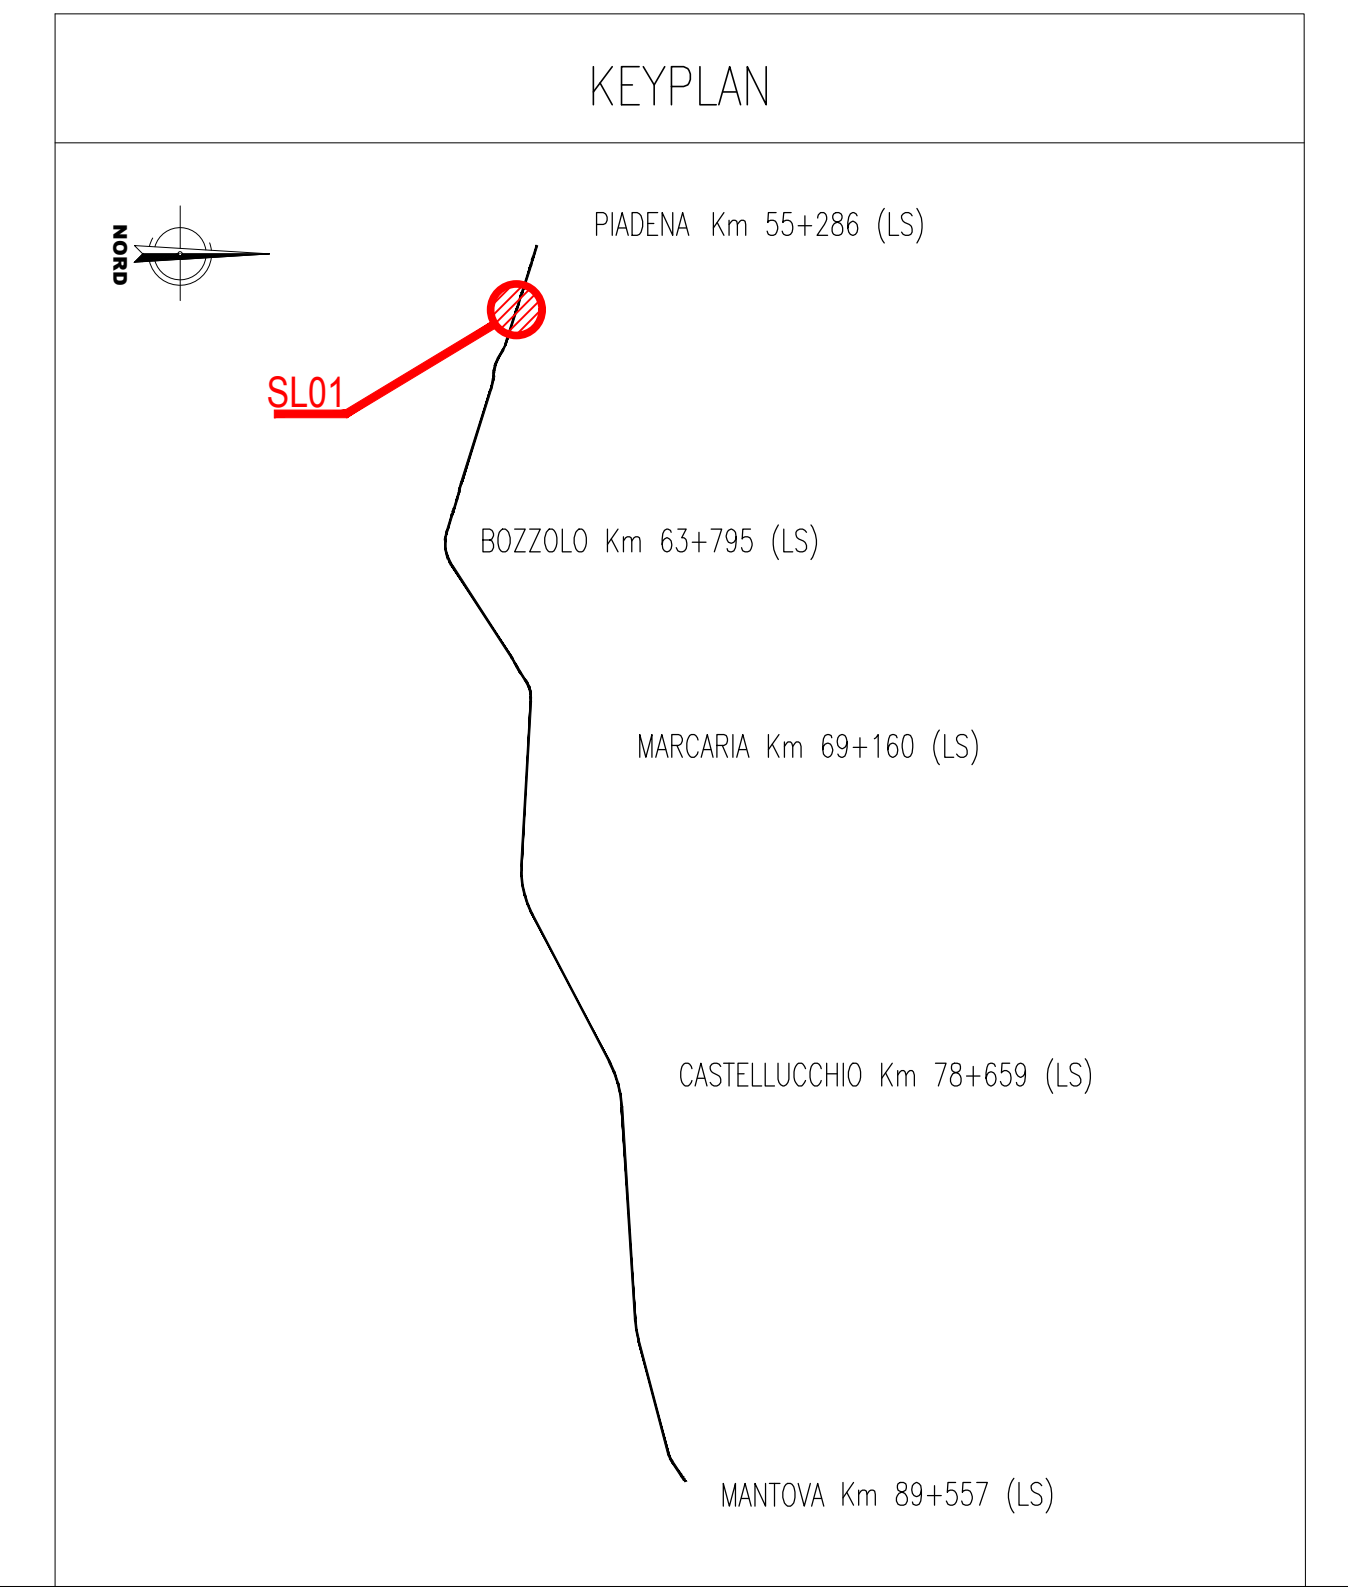 KEYPLAN
PIADENA Km 55+286 (LS)
NORD
SL01
BOZZOLO Km 63+795 (LS)
MARCARIA Km 69+160 (LS)
CASTELLUCCHIO Km 78+659 (LS)
MANTOVA Km 89+557 (LS)